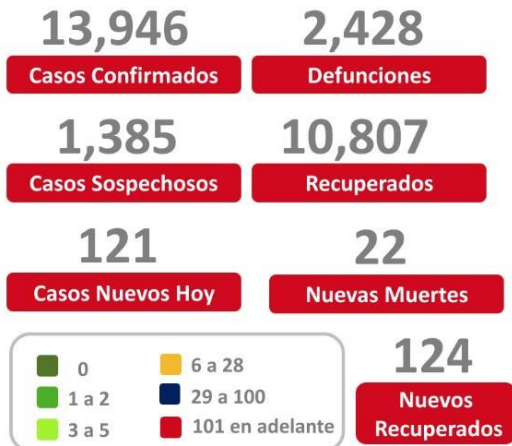 13,946 2,428
Casos Confirmados Defunciones
1,385 10,807
Casos Sospechosos Recuperados
121 22
Casos Nuevos Hoy Nuevas Muertes
0 6 a 28
1 a 2 29 a 100
3 a 5 101 en adelante
124
Nuevos
Recuperados